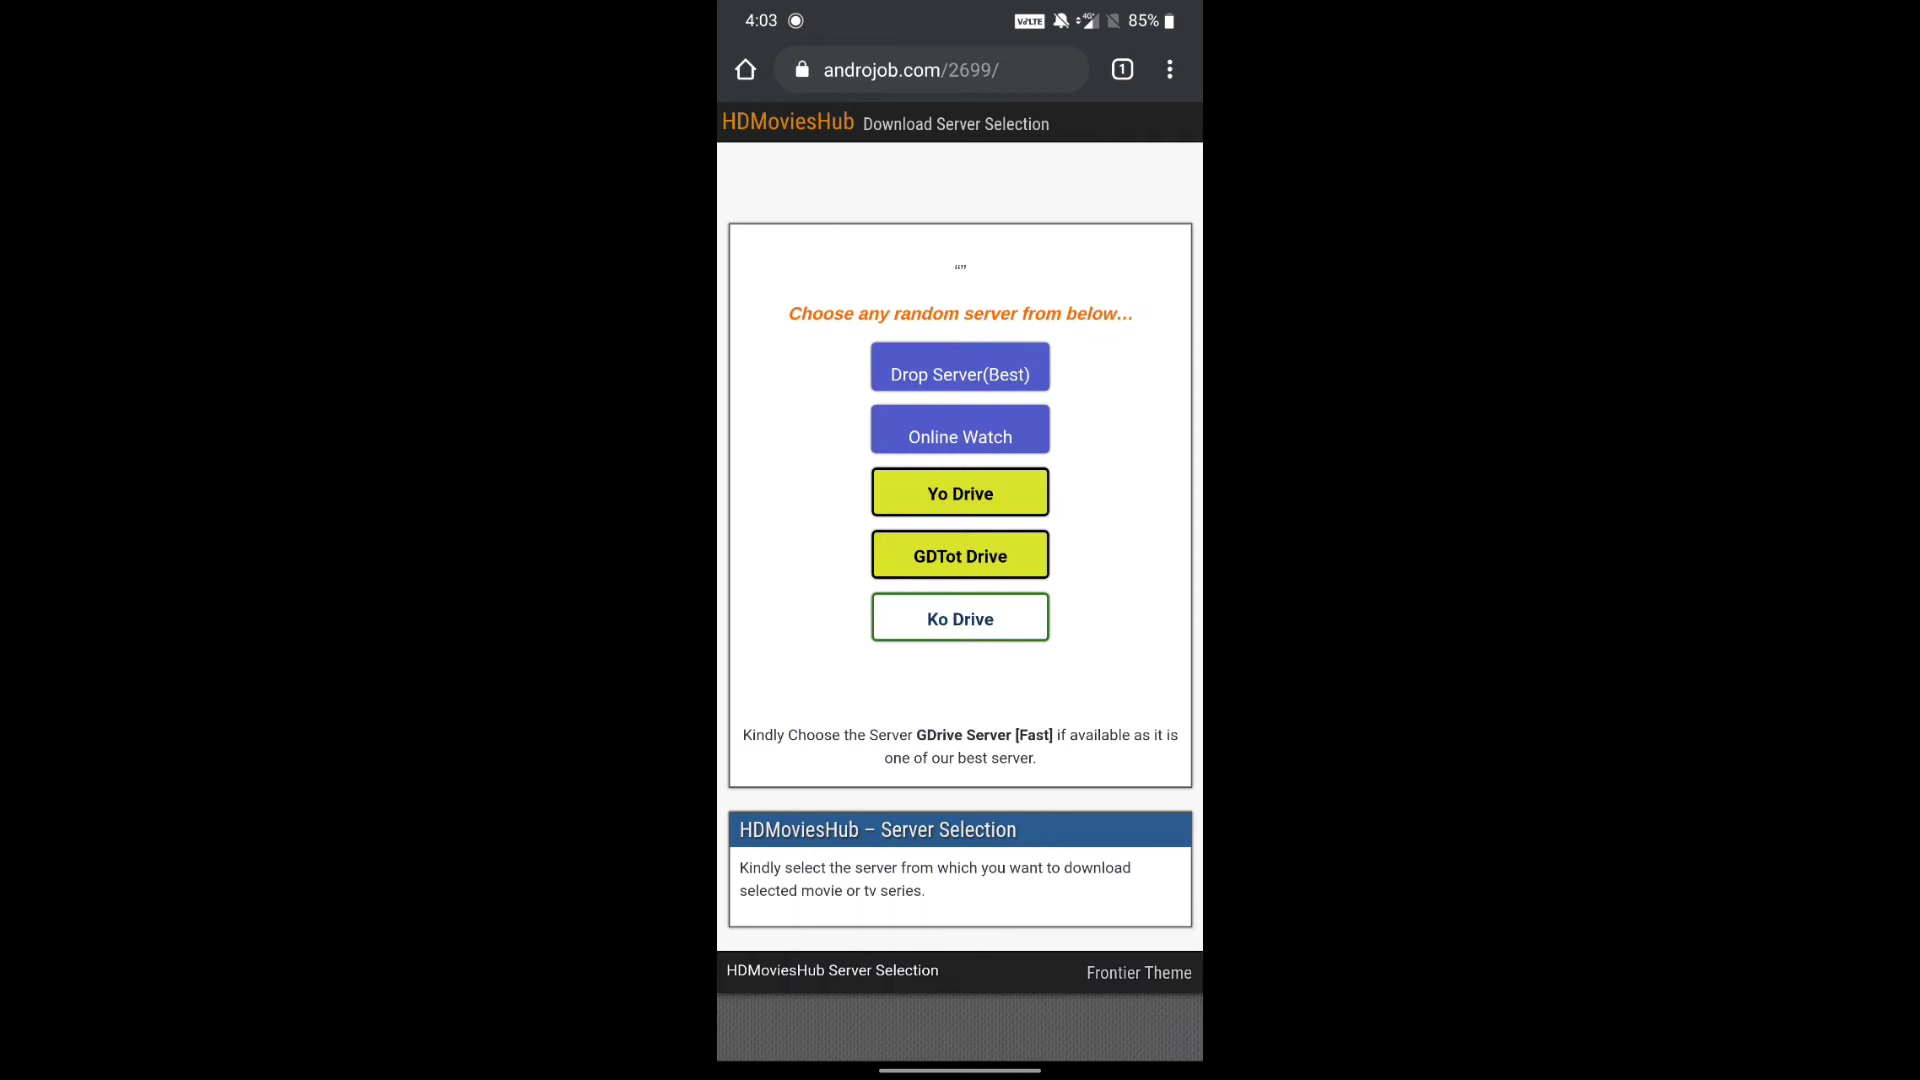 4:03 VoLTE 4G+ 85%
androjob.com/2699/ 1
HDMoviesHub Download Server Selection
“”
Choose any random server from below...
Drop Server(Best)
Online Watch
Yo Drive
GDTot Drive
Ko Drive
Kindly Choose the Server GDrive Server [Fast] if available as it is
one of our best server.
HDMoviesHub – Server Selection
Kindly select the server from which you want to download
selected movie or tv series.
HDMoviesHub Server Selection Frontier Theme